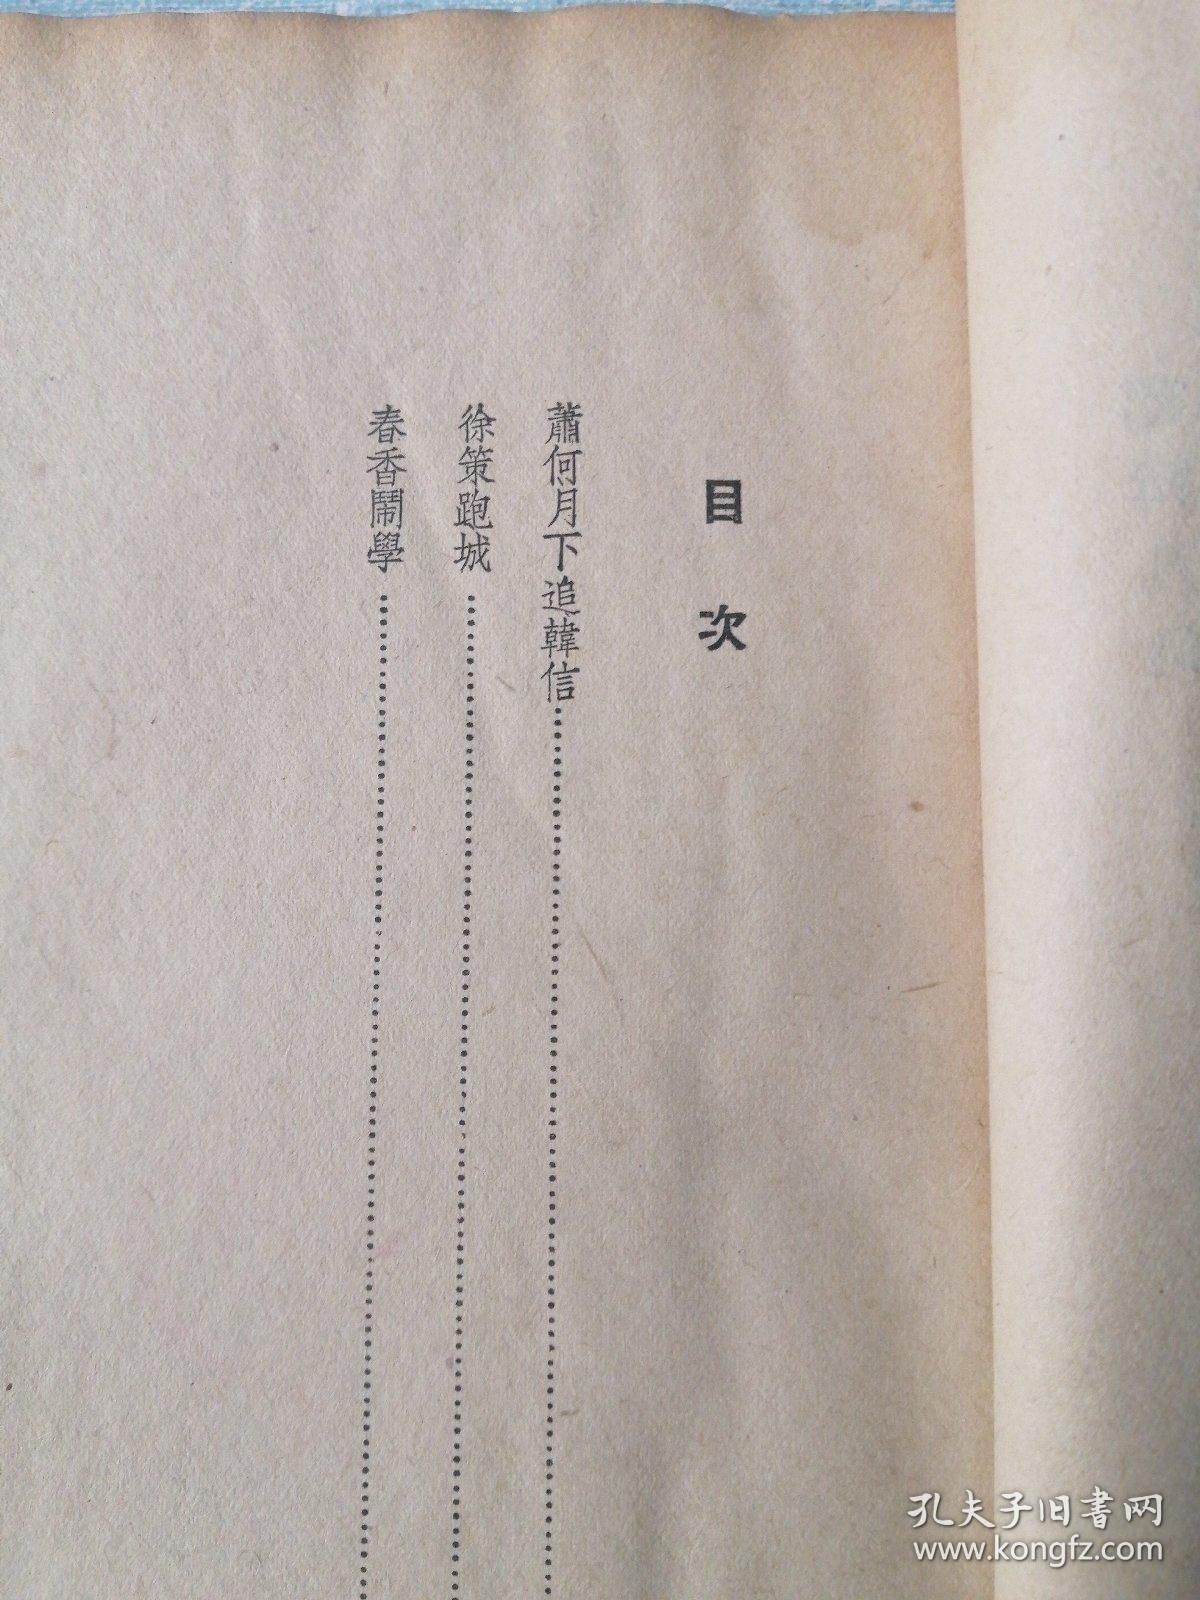 目次
蕭何月下追韓信
徐策跑城
春香鬧學
孔夫子旧书网
www.kongfz.com